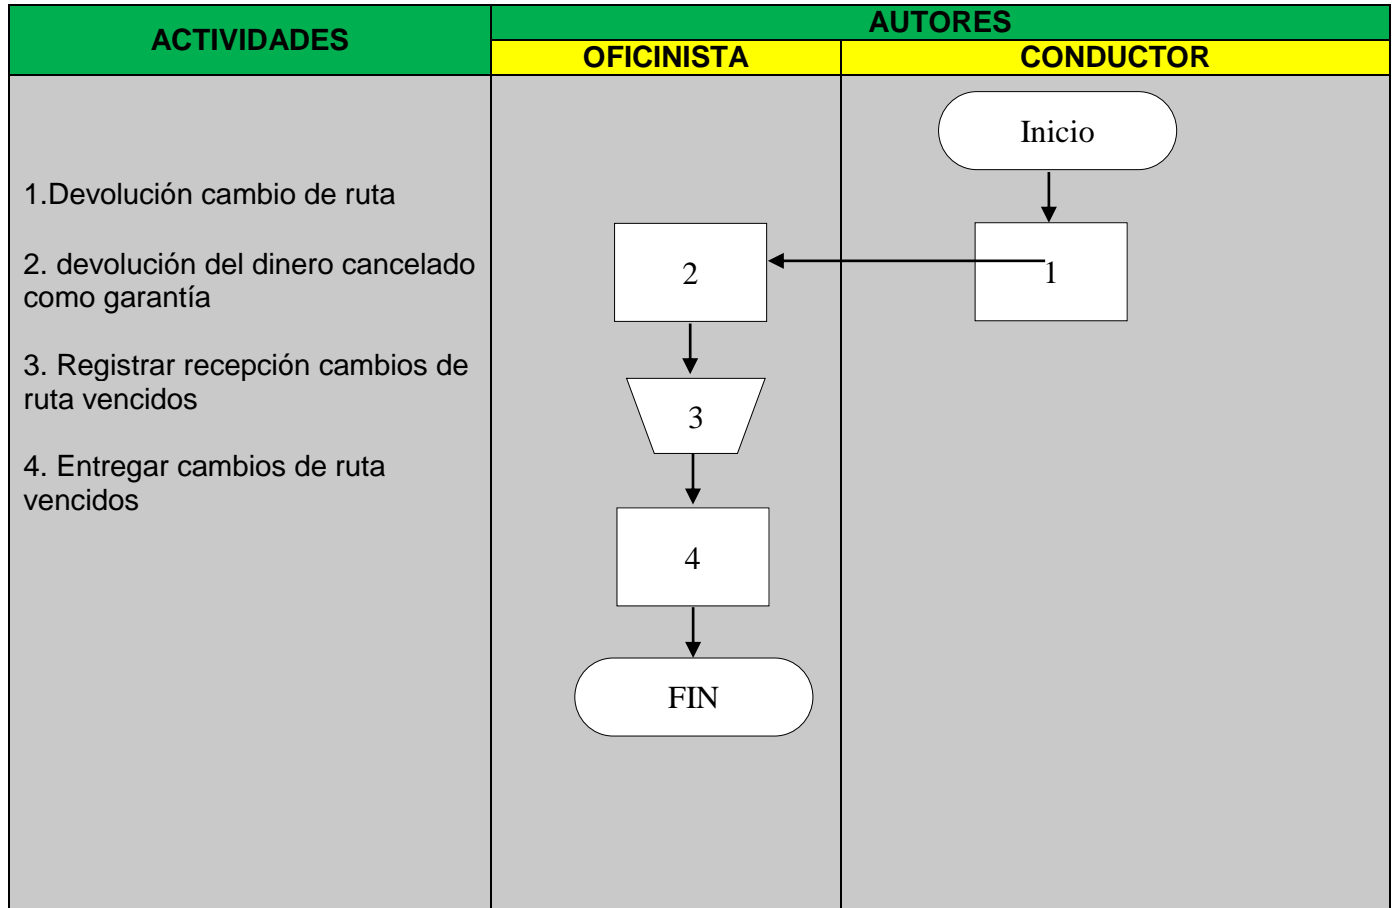 ACTIVIDADES
AUTORES
OFICINISTA
CONDUCTOR
1.Devolución cambio de ruta
2. devolución del dinero cancelado
como garantía
3. Registrar recepción cambios de
ruta vencidos
4. Entregar cambios de ruta
vencidos
Inicio
1
2
3
4
FIN